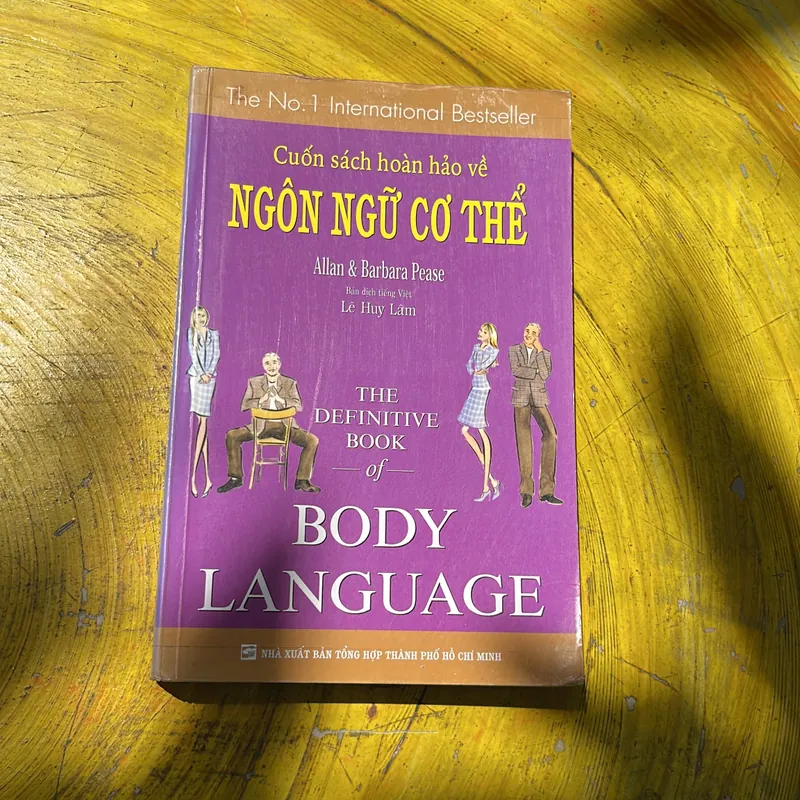 The No.1 International Bestseller
Cuốn sách hoàn hảo về
NGÔN NGỮ CƠ THỂ
Allan & Barbara Pease
Bản dịch tiếng Việt
Lê Huy Lâm
THE
DEFINITIVE
BOOK
of
BODY
LANGUAGE
NHÀ XUẤT BẢN TỔNG HỢP THÀNH PHỐ HỒ CHÍ MINH